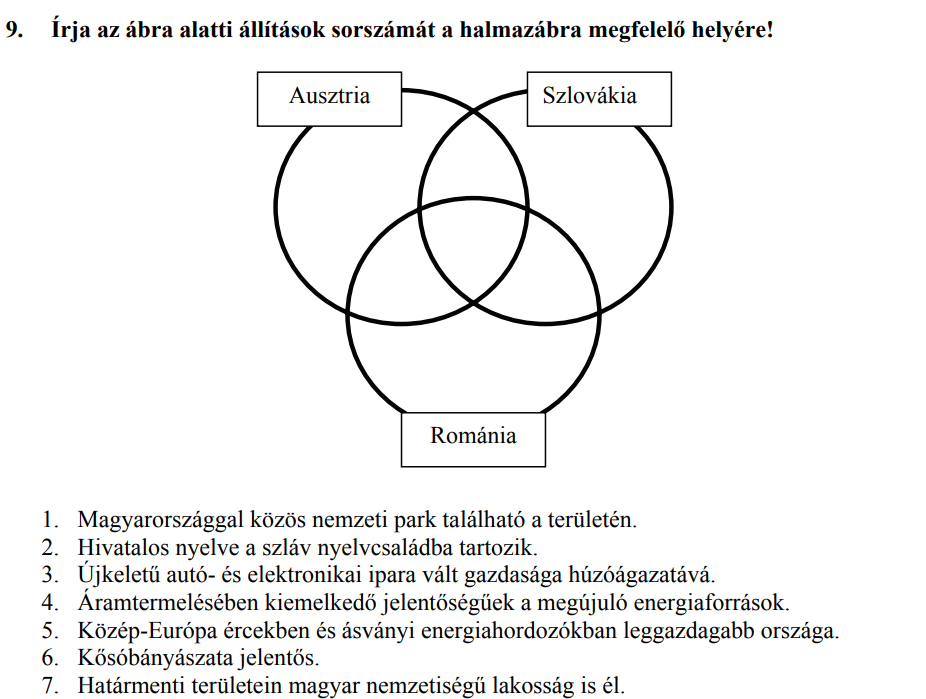 9. Írja az ábra alatti állítások sorszámát a halmazábra megfelelő helyére!
Ausztria
Szlovákia
Románia
1. Magyarországgal közös nemzeti park található a területén.
2. Hivatalos nyelve a szláv nyelvcsaládba tartozik.
3. Újkeletű autó- és elektronikai ipara vált gazdasága húzóágazatává.
4. Áramtermelésében kiemelkedő jelentőségűek a megújuló energiaforrások.
5. Közép-Európa ércekben és ásványi energiahordozókban leggazdagabb országa.
6. Kősóbányászata jelentős.
7. Határmenti területein magyar nemzetiségű lakosság is él.